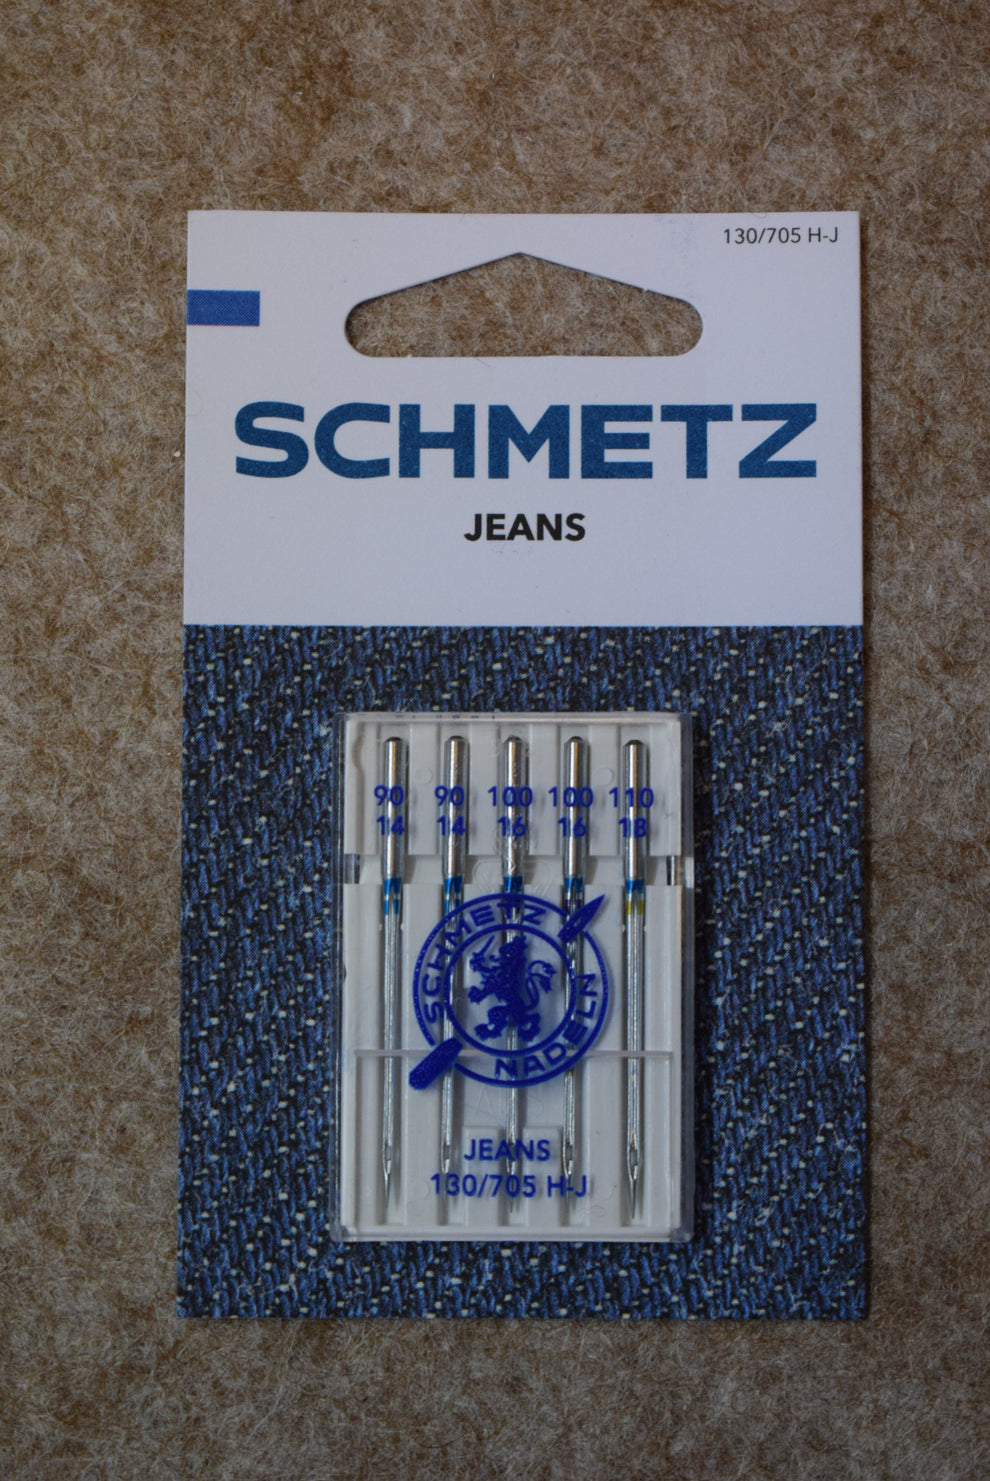 130/705 H-J
SCHMETZ
JEANS
90 90 100 100 110
14 14 16 16 18
SCHMETZ
NADELN
JEANS
130/705 H-J